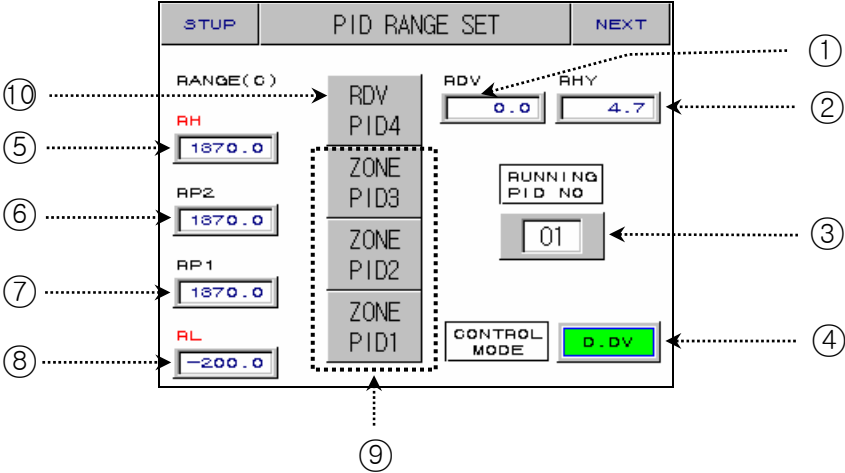 STUP PID RANGE SET NEXT
①
RANGE(C) RDV RHY
⑩ RDV PID4 0.0 4.7 ②
RH
⑤ 1370.0
ZONE PID3
RUNNING PID NO
RP2
⑥ 1370.0
01 ③
ZONE PID2
RP1
⑦ 1370.0
ZONE PID1
RL
CONTROL MODE D.DV ④
⑧ -200.0
⑨